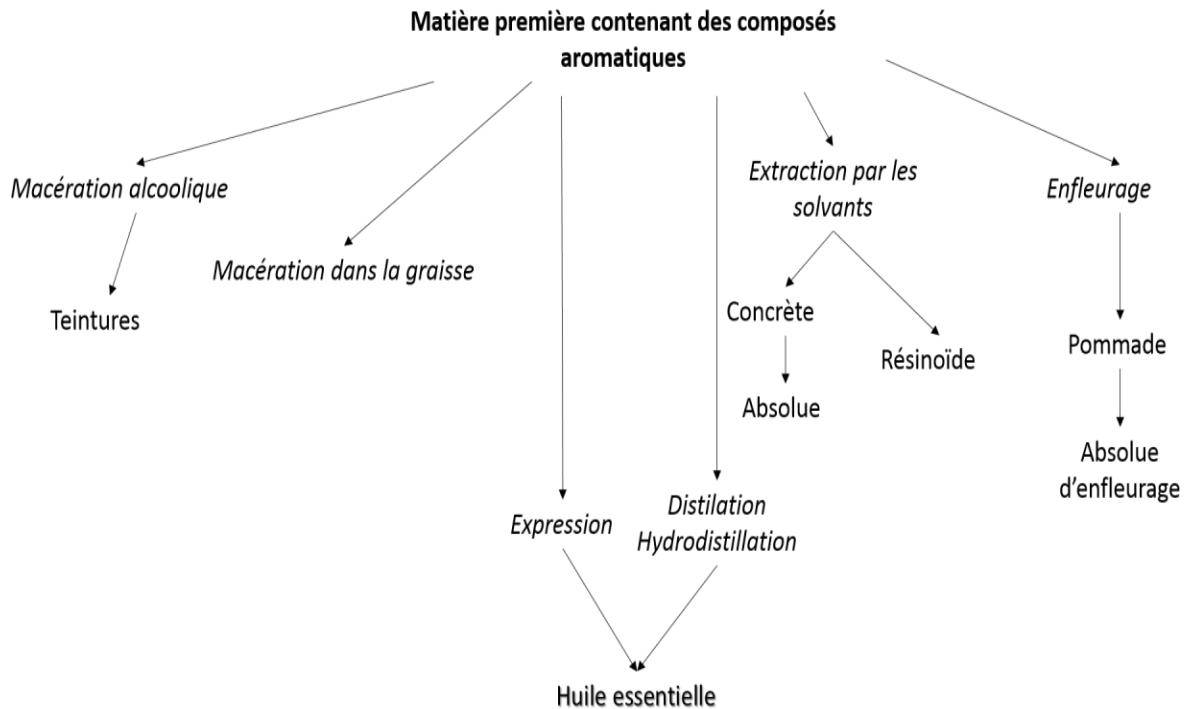 Matière première contenant des composés
aromatiques
Macération alcoolique
Teintures
Macération dans la graisse
Expression
Distilation
Hydrodistillation
Huile essentielle
Extraction par les
solvants
Concrète
Absolue
Résinoïde
Enfleurage
Pommade
Absolue
d’enfleurage